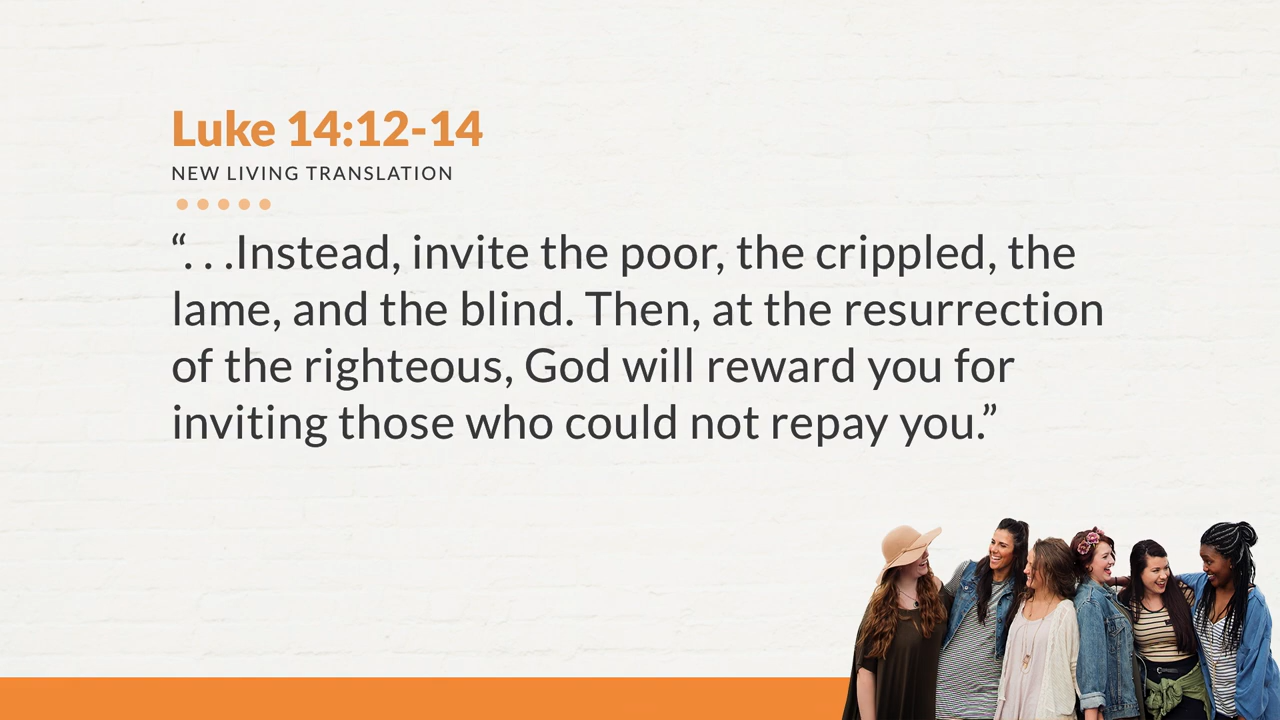 Luke 14:12-14
NEW LIVING TRANSLATION
“. . .Instead, invite the poor, the crippled, the
lame, and the blind. Then, at the resurrection
of the righteous, God will reward you for
inviting those who could not repay you.”